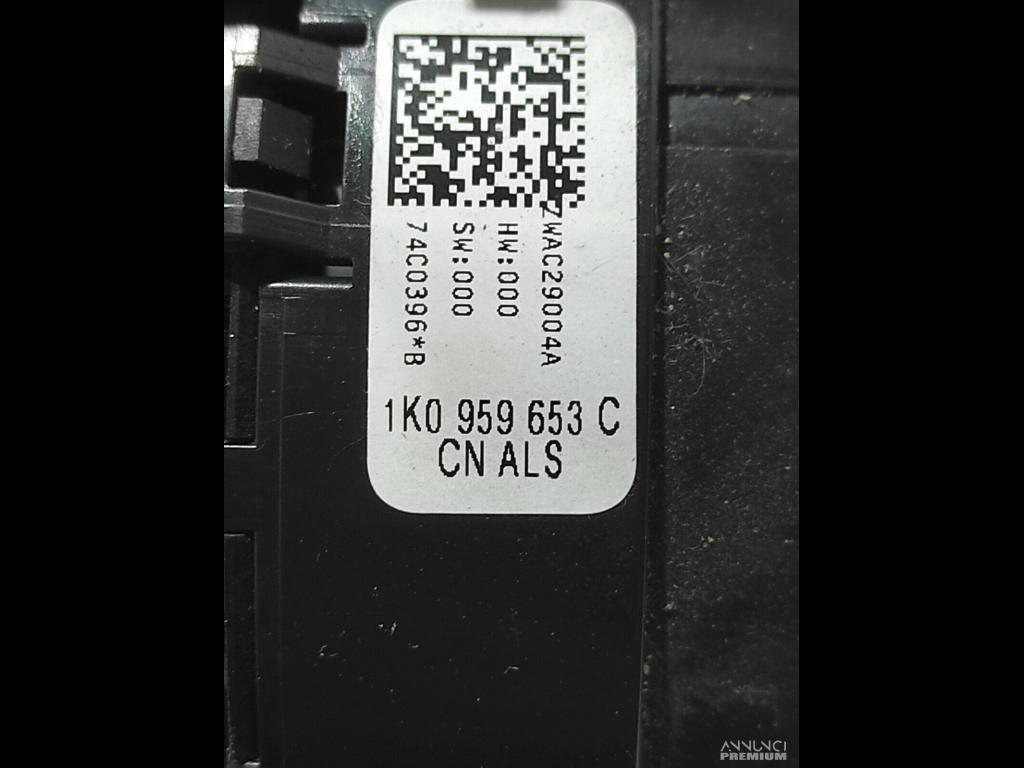 ZWAC29004A
HW:000
SW:000
74C0396*B
1K0 959 653 C
CN ALS
ANNUNCI
PREMIUM